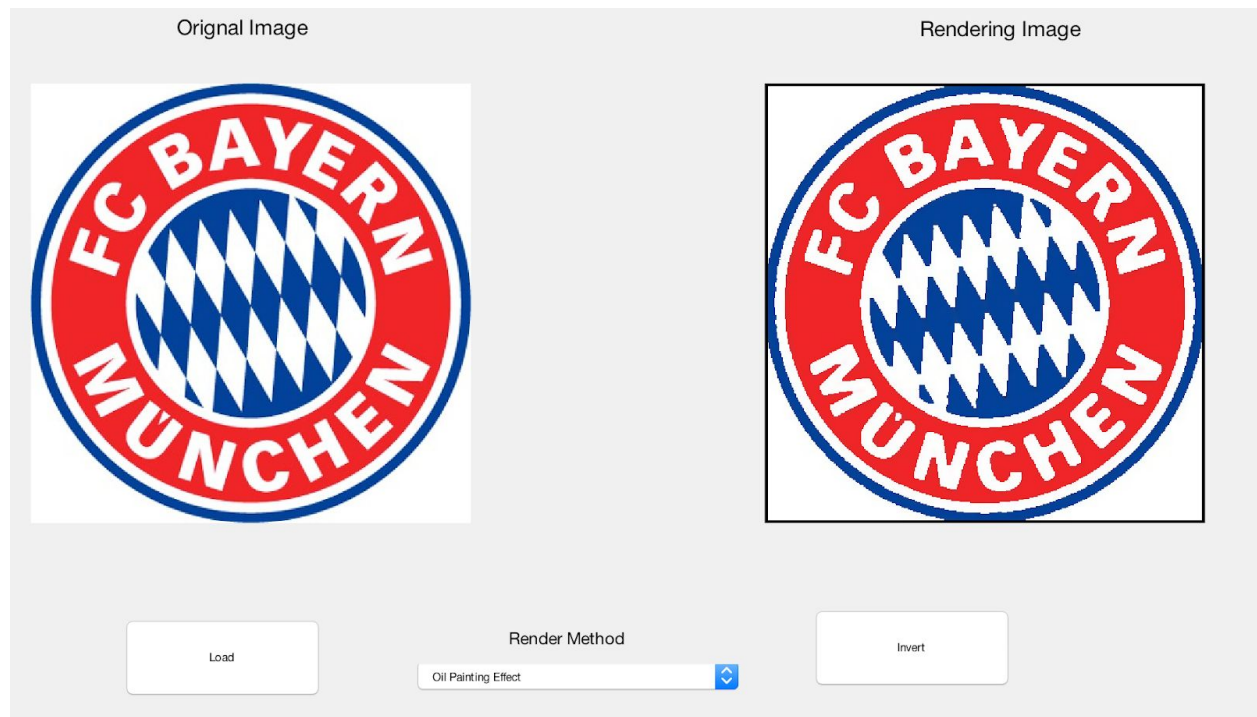 Orignal Image
Rendering Image
FC BAYERN
MÜNCHEN
FC BAYERN
MÜNCHEN
Load
Render Method
Oil Painting Effect
Invert